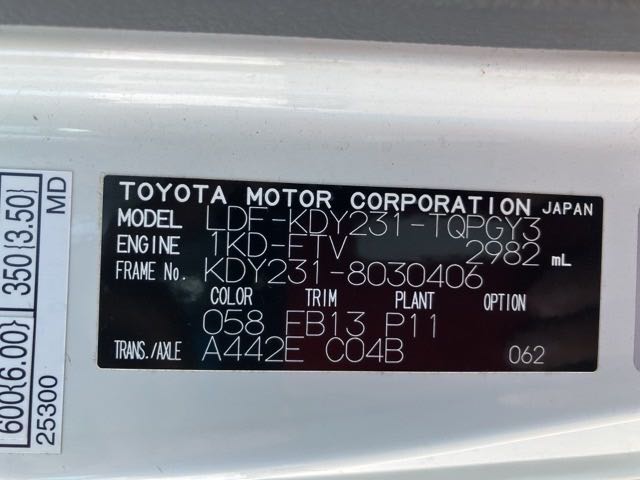 TOYOTA MOTOR CORPORATION JAPAN
MODEL LDF-KDY231-TQPGY3
ENGINE 1KD-FTV 2982 mL
FRAME No. KDY231-8030406
COLOR TRIM PLANT OPTION
058 FB13 P11
TRANS./AXLE A442E C04B 062
600{6.00} 350{3.50} MD
25300